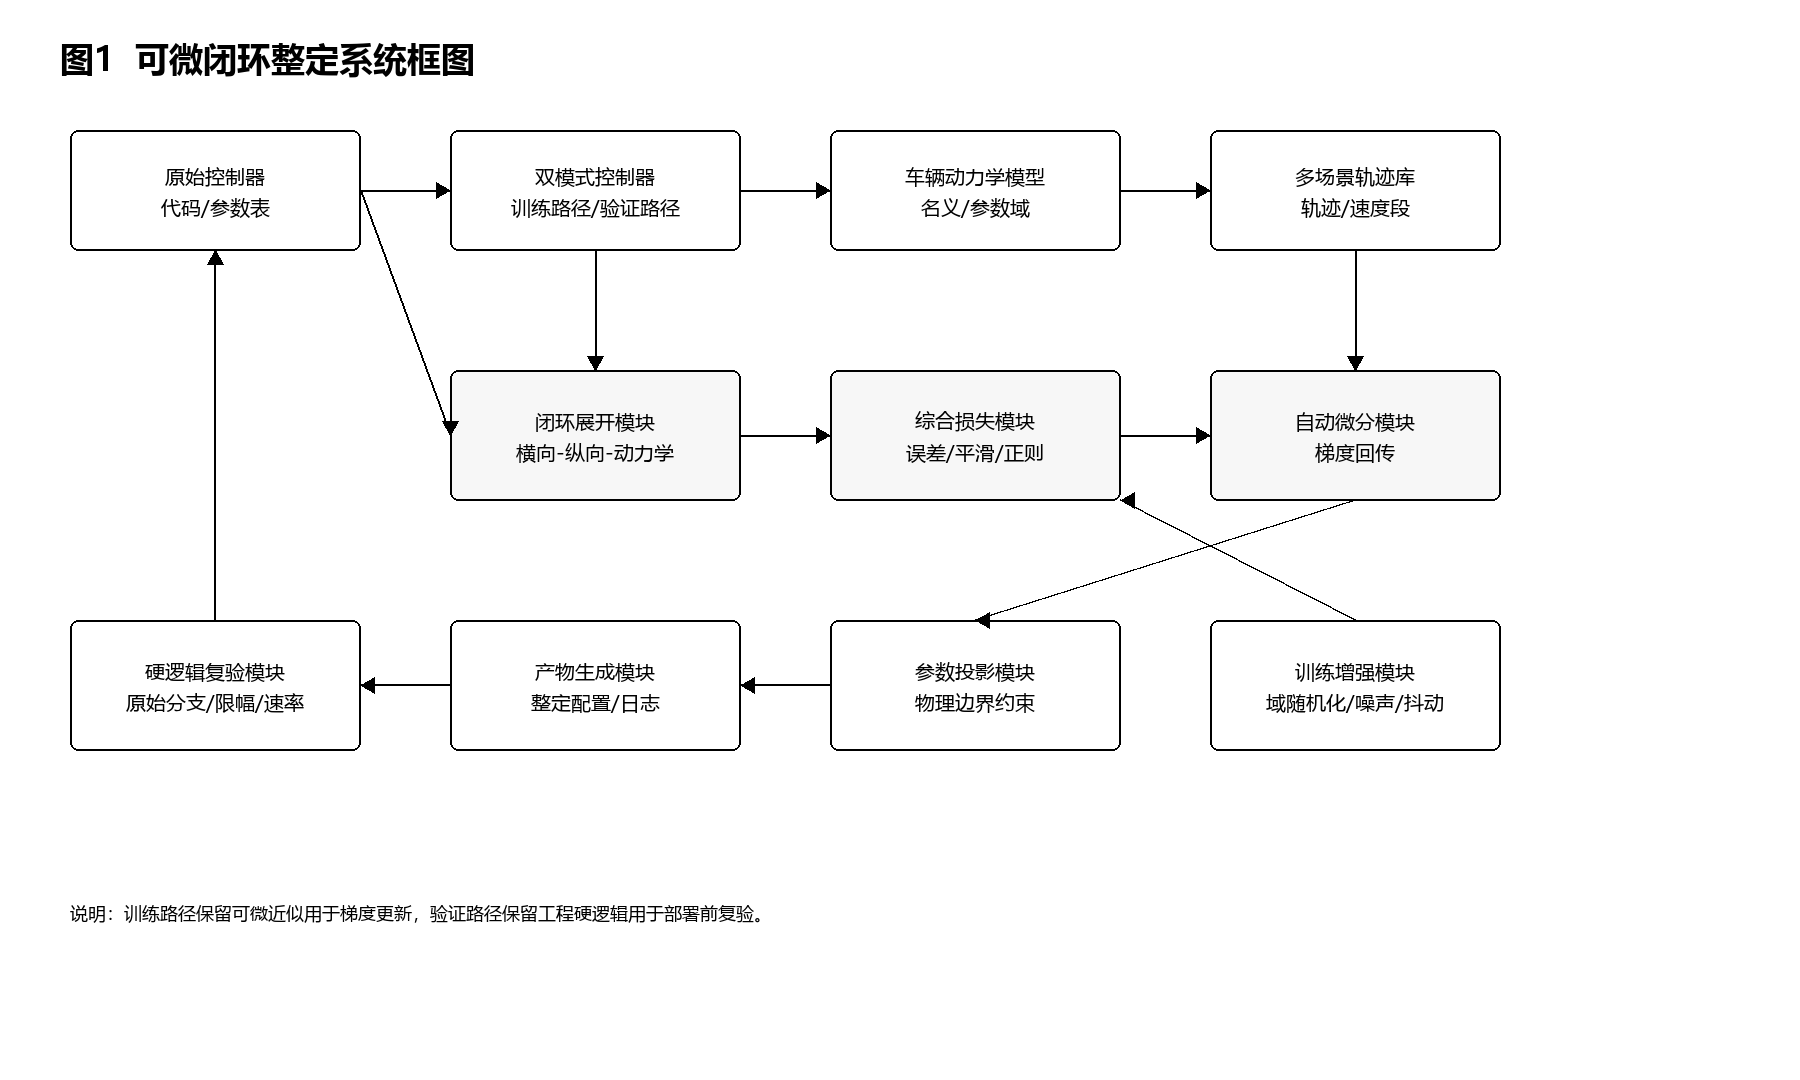 图1 可微闭环整定系统框图
原始控制器
代码/参数表
双模式控制器
训练路径/验证路径
车辆动力学模型
名义/参数域
多场景轨迹库
轨迹/速度段
闭环展开模块
横向-纵向-动力学
综合损失模块
误差/平滑/正则
自动微分模块
梯度回传
硬逻辑复验模块
原始分支/限幅/速率
产物生成模块
整定配置/日志
参数投影模块
物理边界约束
训练增强模块
域随机化/噪声/抖动
说明：训练路径保留可微近似用于梯度更新，验证路径保留工程硬逻辑用于部署前复验。